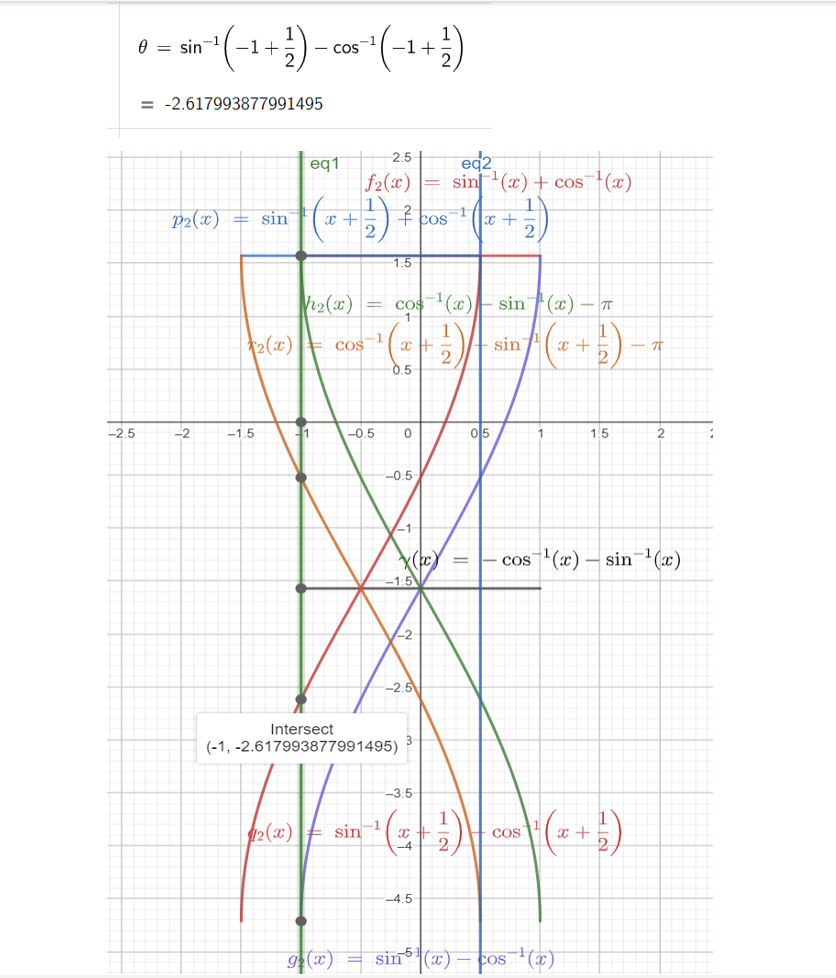 θ = sin⁻¹(−1 + 1/2) − cos⁻¹(−1 + 1/2)
= -2.617993877991495
eq1
2.5
eq2
f₂(x) = sin⁻¹(x) + cos⁻¹(x)
2
p₂(x) = sin⁻¹(x + 1/2) + cos⁻¹(x + 1/2)
1.5
h₂(x) = cos⁻¹(x) − sin⁻¹(x) − π
1
r₂(x) = cos⁻¹(x + 1/2) − sin⁻¹(x + 1/2) − π
0.5
-2.5 -2 -1.5 -1 -0.5 0 0.5 1 1.5 2
-0.5
-1
γ(x) = − cos⁻¹(x) − sin⁻¹(x)
-1.5
-2
-2.5
Intersect
(-1, -2.617993877991495)
3
-3.5
q₂(x) = sin⁻¹(x + 1/2) − cos⁻¹(x + 1/2)
-4
-4.5
-5
g₂(x) = sin⁻¹(x) − cos⁻¹(x)